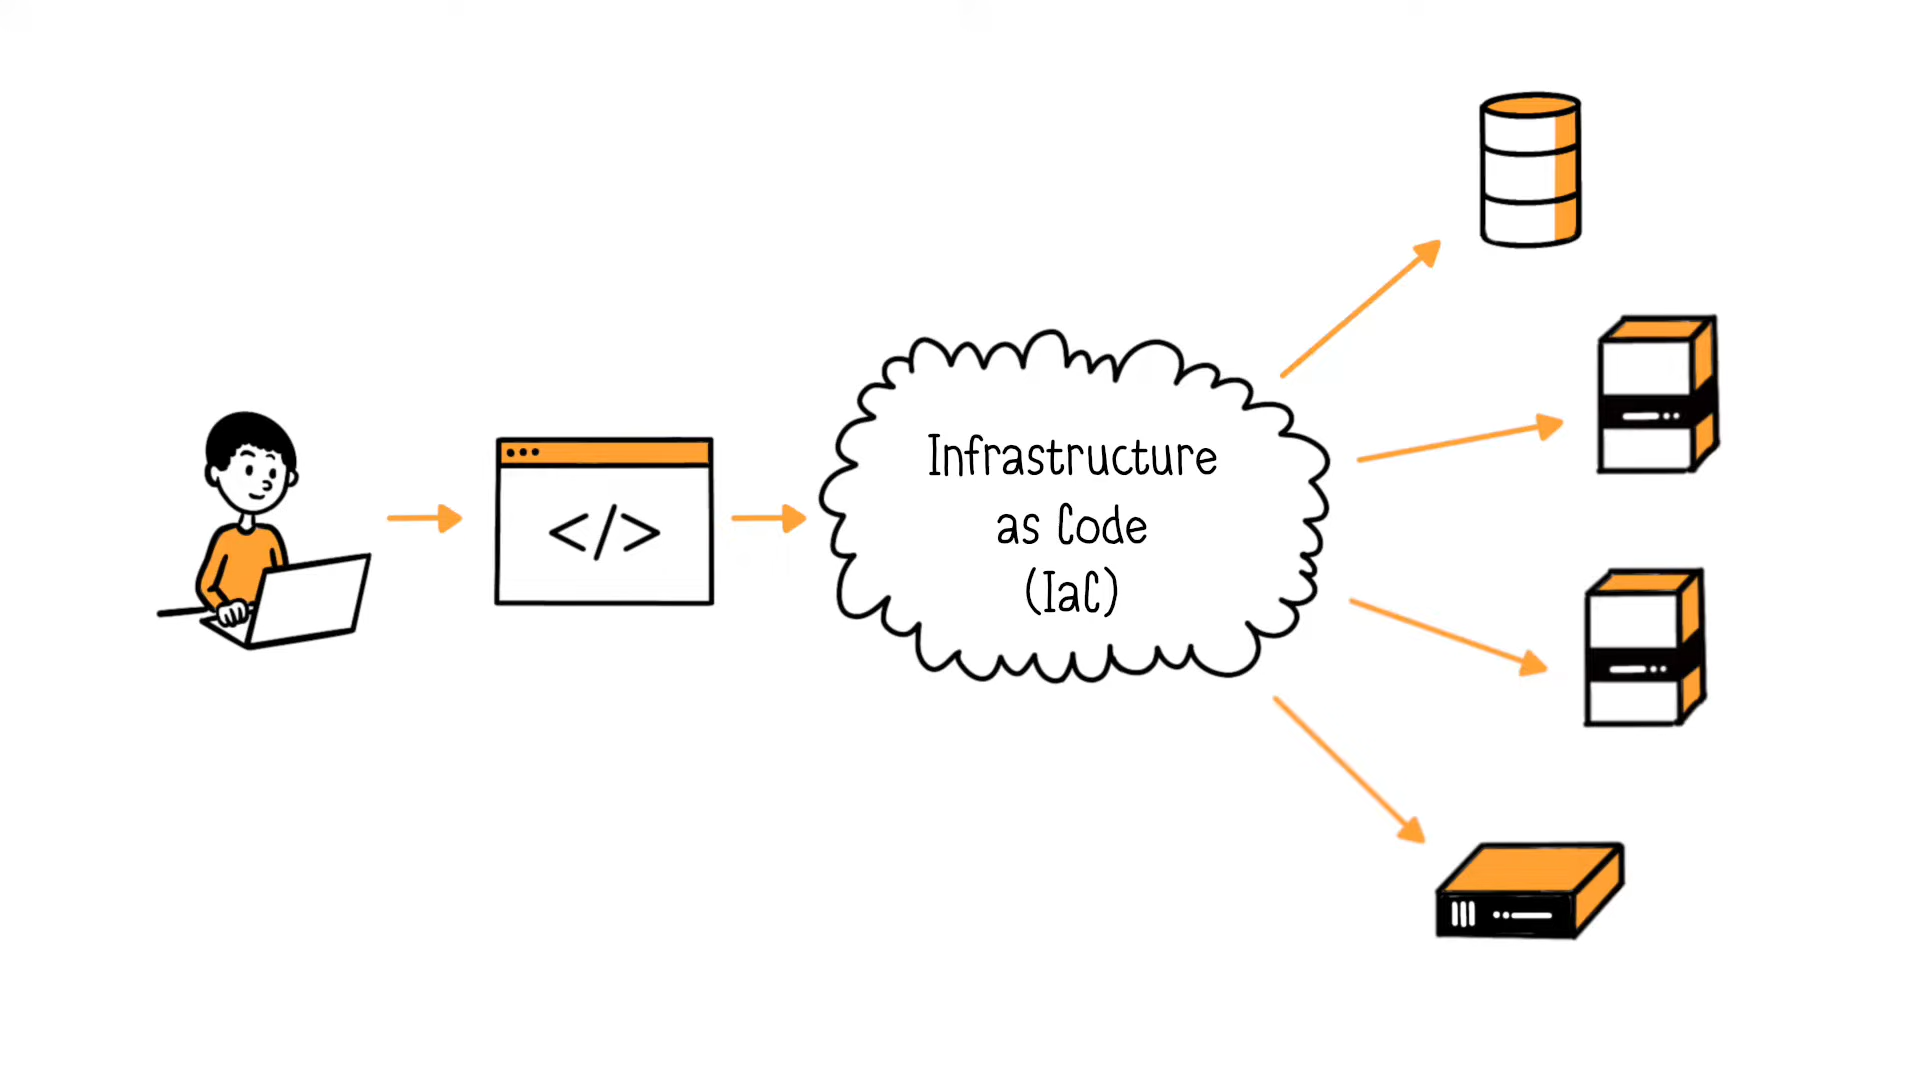 </>
Infrastructure
as Code
(IaC)